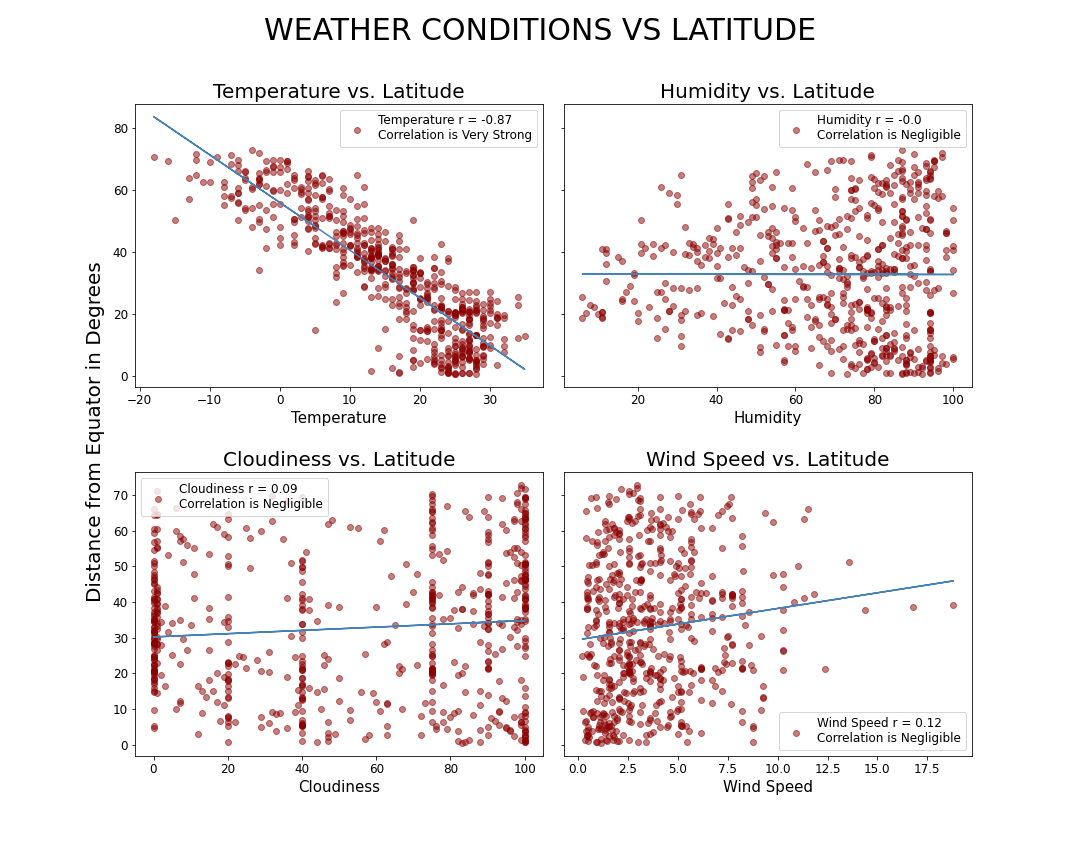 WEATHER CONDITIONS VS LATITUDE
Distance from Equator in Degrees
Temperature vs. Latitude
Temperature r = -0.87
Correlation is Very Strong
80
60
40
20
0
−20 −10 0 10 20 30
Temperature
Humidity vs. Latitude
Humidity r = -0.0
Correlation is Negligible
20 40 60 80 100
Humidity
Cloudiness vs. Latitude
Cloudiness r = 0.09
Correlation is Negligible
70
60
50
40
30
20
10
0
0 20 40 60 80 100
Cloudiness
Wind Speed vs. Latitude
Wind Speed r = 0.12
Correlation is Negligible
0.0 2.5 5.0 7.5 10.0 12.5 15.0 17.5
Wind Speed